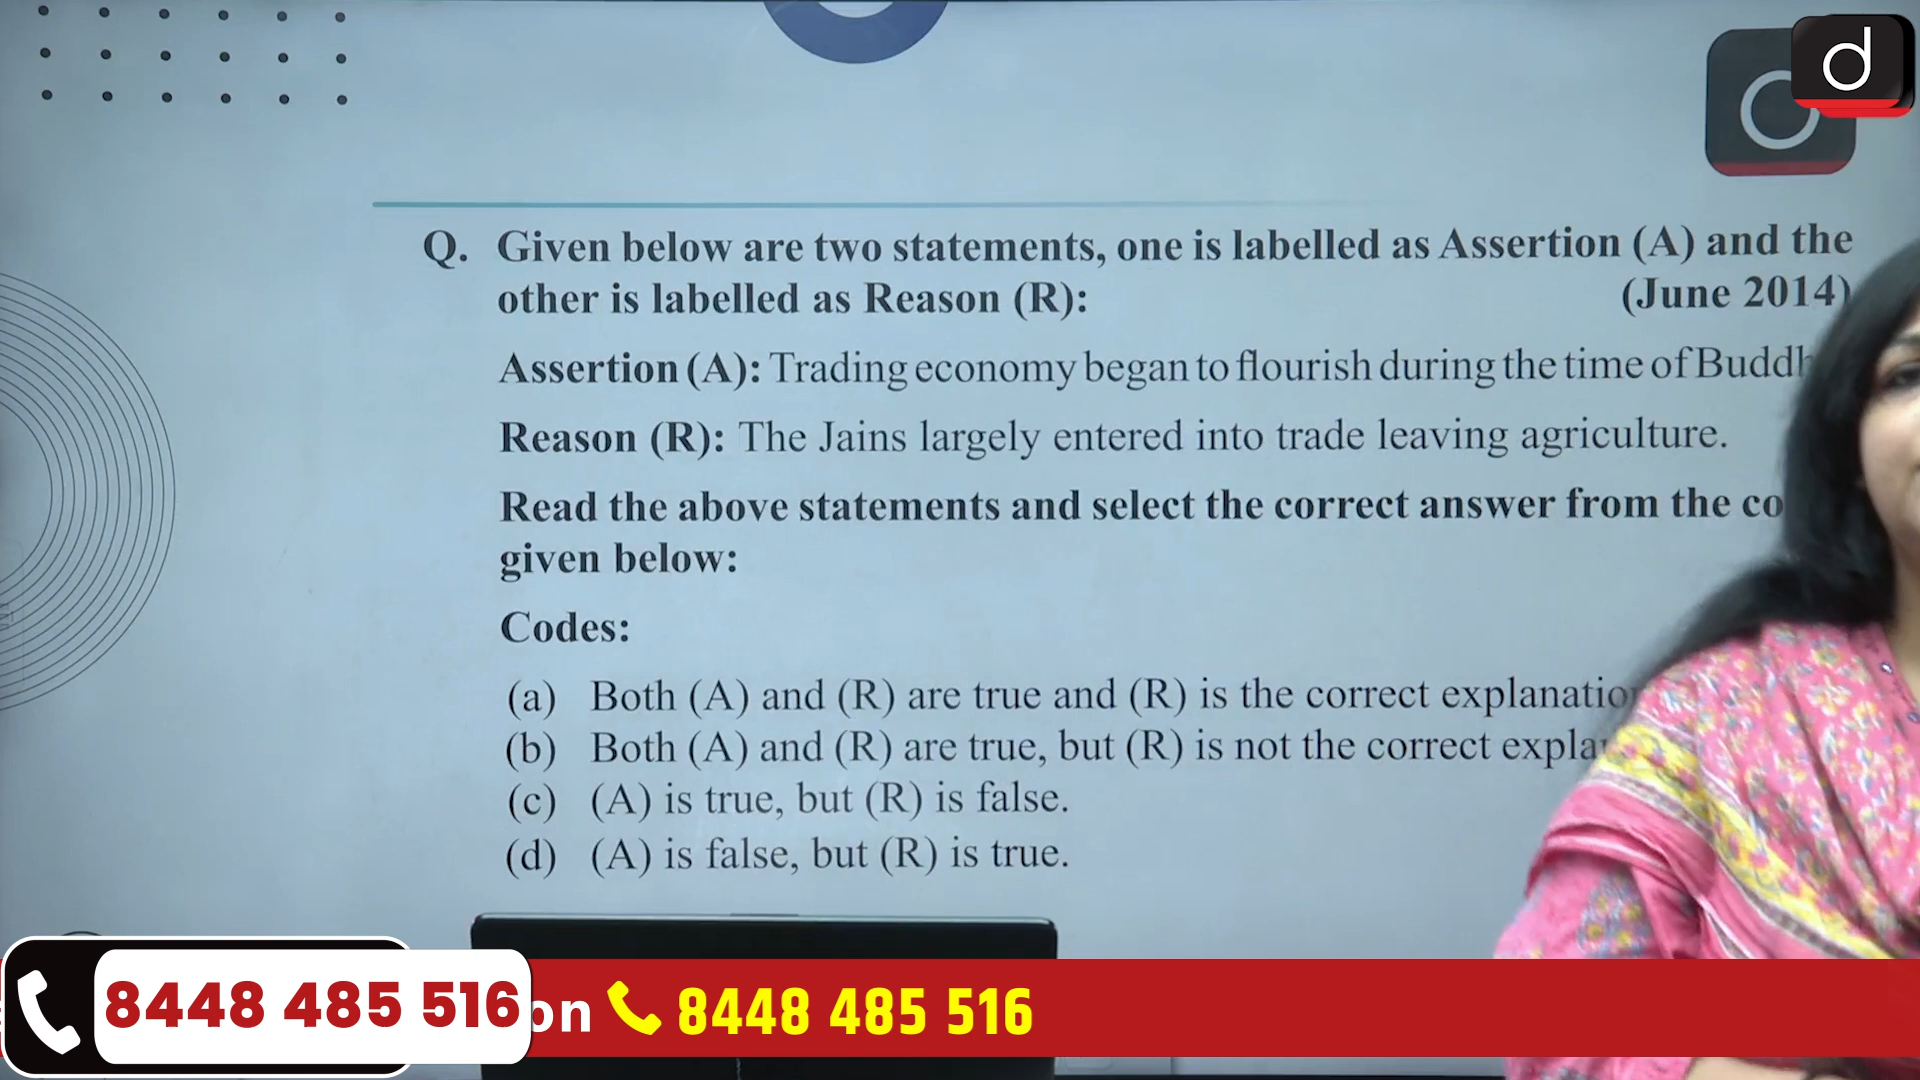 d
Q. Given below are two statements, one is labelled as Assertion (A) and the
other is labelled as Reason (R): (June 2014)
Assertion (A): Trading economy began to flourish during the time of
Reason (R): The Jains largely entered into trade leaving agriculture.
Read the above statements and select the correct answer from the
given below:
Codes:
(a) Both (A) and (R) are true and (R) is the correct
(b) Both (A) and (R) are true, but (R) is not the correct
(c) (A) is true, but (R) is false.
(d) (A) is false, but (R) is true.
8448 485 516 on 8448 485 516